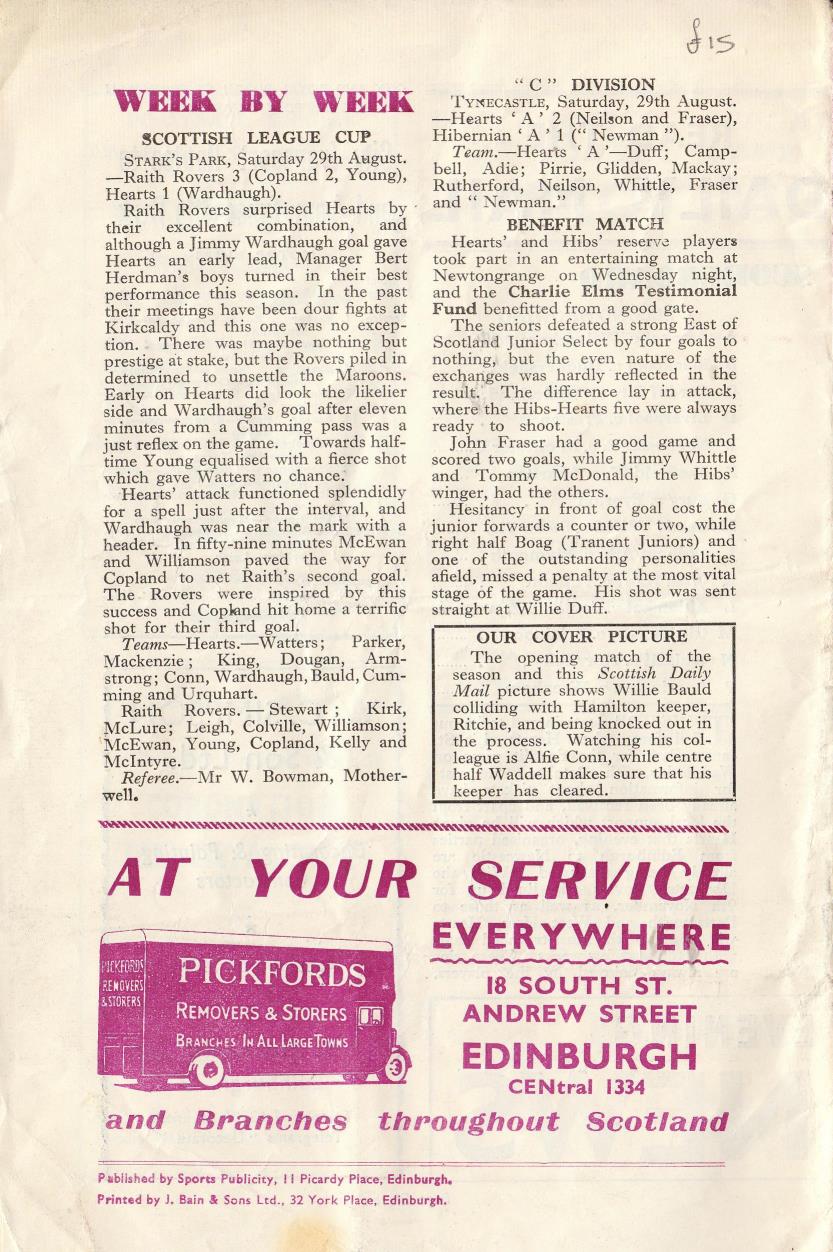 £15
WEEK BY WEEK
SCOTTISH LEAGUE CUP
STARK'S PARK, Saturday 29th August.
—Raith Rovers 3 (Copland 2, Young),
Hearts 1 (Wardhaugh).
Raith Rovers surprised Hearts by
their excellent combination, and
although a Jimmy Wardhaugh goal gave
Hearts an early lead, Manager Bert
Herdman's boys turned in their best
performance this season. In the past
their meetings have been dour fights at
Kirkcaldy and this one was no excep-
tion. There was maybe nothing but
prestige at stake, but the Rovers piled in
determined to unsettle the Maroons.
Early on Hearts did look the likelier
side and Wardhaugh's goal after eleven
minutes from a Cumming pass was a
just reflex on the game. Towards half-
time Young equalised with a fierce shot
which gave Watters no chance.
Hearts' attack functioned splendidly
for a spell just after the interval, and
Wardhaugh was near the mark with a
header. In fifty-nine minutes McEwan
and Williamson paved the way for
Copland to net Raith's second goal.
The Rovers were inspired by this
success and Copland hit home a terrific
shot for their third goal.
Teams—Hearts.—Watters; Parker,
Mackenzie; King, Dougan, Arm-
strong; Conn, Wardhaugh, Bauld, Cum-
ming and Urquhart.
Raith Rovers.—Stewart; Kirk,
McLure; Leigh, Colville, Williamson;
McEwan, Young, Copland, Kelly and
McIntyre.
Referee.—Mr W. Bowman, Mother-
well.
"C" DIVISION
TYNECASTLE, Saturday, 29th August.
—Hearts 'A' 2 (Neilson and Fraser),
Hibernian 'A' 1 ("Newman").
Team.—Hearts 'A'—Duff; Camp-
bell, Adie; Pirrie, Glidden, Mackay;
Rutherford, Neilson, Whittle, Fraser
and "Newman."
BENEFIT MATCH
Hearts' and Hibs' reserve players
took part in an entertaining match at
Newtongrange on Wednesday night,
and the Charlie Elms Testimonial
Fund benefitted from a good gate.
The seniors defeated a strong East of
Scotland Junior Select by four goals to
nothing, but the even nature of the
exchanges was hardly reflected in the
result. The difference lay in attack,
where the Hibs-Hearts five were always
ready to shoot.
John Fraser had a good game and
scored two goals, while Jimmy Whittle
and Tommy McDonald, the Hibs'
winger, had the others.
Hesitancy in front of goal cost the
junior forwards a counter or two, while
right half Boag (Tranent Juniors) and
one of the outstanding personalities
afield, missed a penalty at the most vital
stage of the game. His shot was sent
straight at Willie Duff.
OUR COVER PICTURE
The opening match of the
season and this Scottish Daily
Mail picture shows Willie Bauld
colliding with Hamilton keeper,
Ritchie, and being knocked out in
the process. Watching his col-
league is Alfie Conn, while centre
half Waddell makes sure that his
keeper has cleared.
AT YOUR SERVICE
EVERYWHERE
PICKFORDS
REMOVERS
& STORERS
PICKFORDS
REMOVERS & STORERS
BRANCHES IN ALL LARGE TOWNS
18 SOUTH ST.
ANDREW STREET
EDINBURGH
CENtral 1334
and Branches throughout Scotland
Published by Sports Publicity, 11 Picardy Place, Edinburgh.
Printed by J. Bain & Sons Ltd., 32 York Place, Edinburgh.